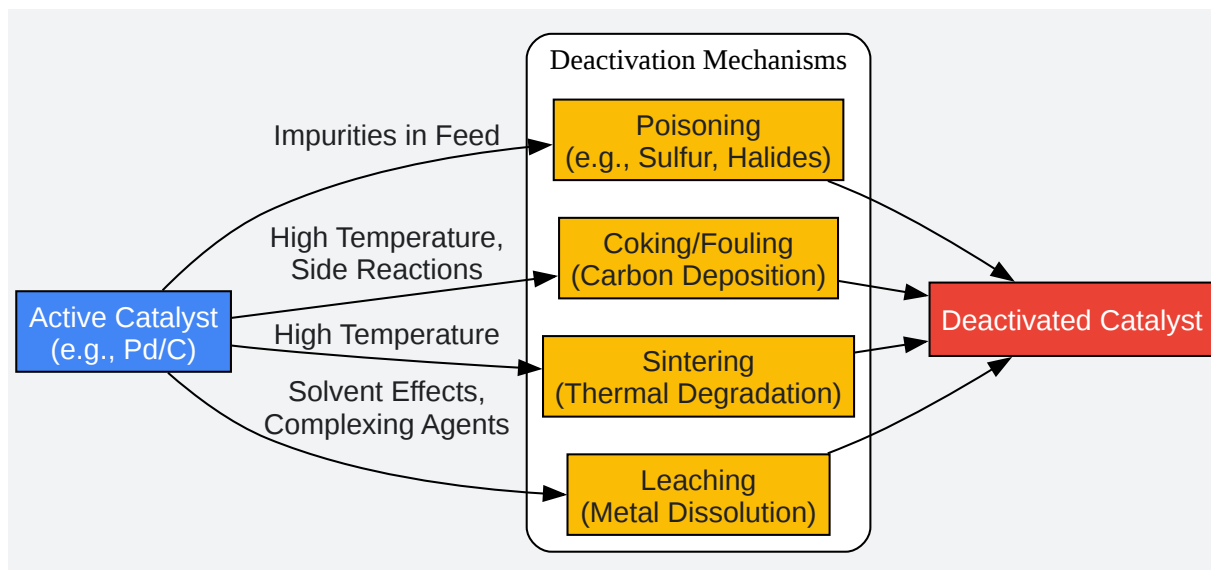 Deactivation Mechanisms
Impurities in Feed
Poisoning
(e.g., Sulfur, Halides)
High Temperature,
Side Reactions
Coking/Fouling
(Carbon Deposition)
Active Catalyst
(e.g., Pd/C)
High Temperature
Sintering
(Thermal Degradation)
Deactivated Catalyst
Solvent Effects,
Complexing Agents
Leaching
(Metal Dissolution)